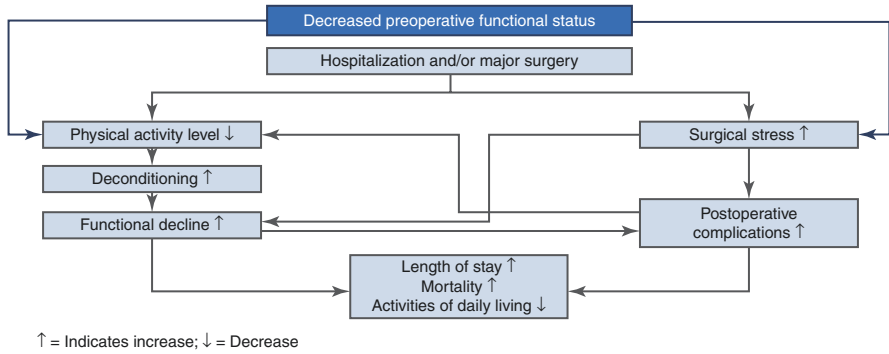 Decreased preoperative functional status
Hospitalization and/or major surgery
Physical activity level ↓
Surgical stress ↑
Deconditioning ↑
Functional decline ↑
Postoperative
complications ↑
Length of stay ↑
Mortality ↑
Activities of daily living ↓
↑ = Indicates increase; ↓ = Decrease